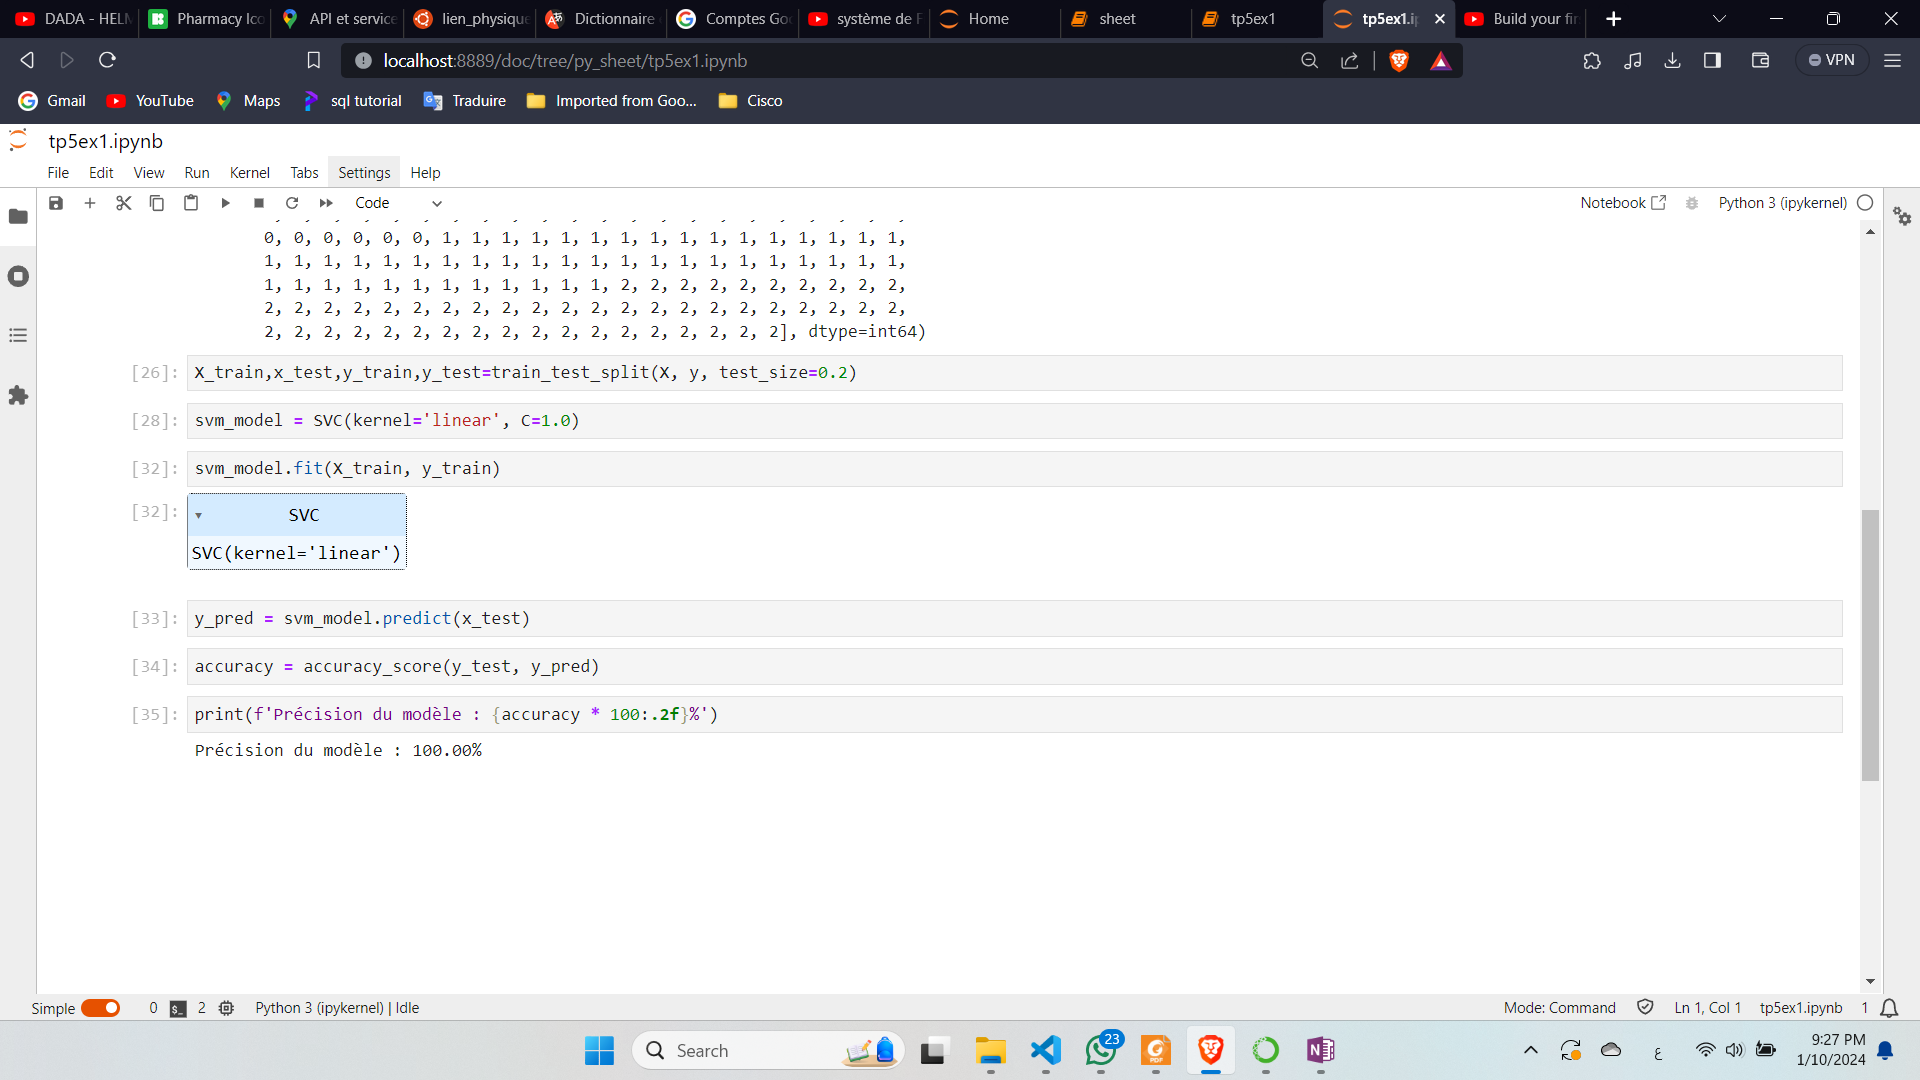 DADA - HELM
Pharmacy Ico
API et service
lien_physique
Dictionnaire
Comptes Goo
système de F
Home
sheet
tp5ex1
tp5ex1.ip
Build your fir
localhost:8889/doc/tree/py_sheet/tp5ex1.ipynb
VPN
Gmail
YouTube
Maps
sql tutorial
Traduire
Imported from Goo...
Cisco
tp5ex1.ipynb
File Edit View Run Kernel Tabs Settings Help
Code
Notebook
Python 3 (ipykernel)
0, 0, 0, 0, 0, 0, 1, 1, 1, 1, 1, 1, 1, 1, 1, 1, 1, 1, 1, 1, 1, 1,
1, 1, 1, 1, 1, 1, 1, 1, 1, 1, 1, 1, 1, 1, 1, 1, 1, 1, 1, 1, 1, 1,
1, 1, 1, 1, 1, 1, 1, 1, 1, 1, 1, 1, 2, 2, 2, 2, 2, 2, 2, 2, 2, 2,
2, 2, 2, 2, 2, 2, 2, 2, 2, 2, 2, 2, 2, 2, 2, 2, 2, 2, 2, 2, 2, 2,
2, 2, 2, 2, 2, 2, 2, 2, 2, 2, 2, 2, 2, 2, 2, 2, 2, 2], dtype=int64)
[26]: X_train,x_test,y_train,y_test=train_test_split(X, y, test_size=0.2)
[28]: svm_model = SVC(kernel='linear', C=1.0)
[32]: svm_model.fit(X_train, y_train)
[32]: SVC
SVC(kernel='linear')
[33]: y_pred = svm_model.predict(x_test)
[34]: accuracy = accuracy_score(y_test, y_pred)
[35]: print(f'Précision du modèle : {accuracy * 100:.2f}%')
Précision du modèle : 100.00%
Simple
0
2
Python 3 (ipykernel) | Idle
Mode: Command
Ln 1, Col 1
tp5ex1.ipynb
1
Search
23
ع
9:27 PM
1/10/2024